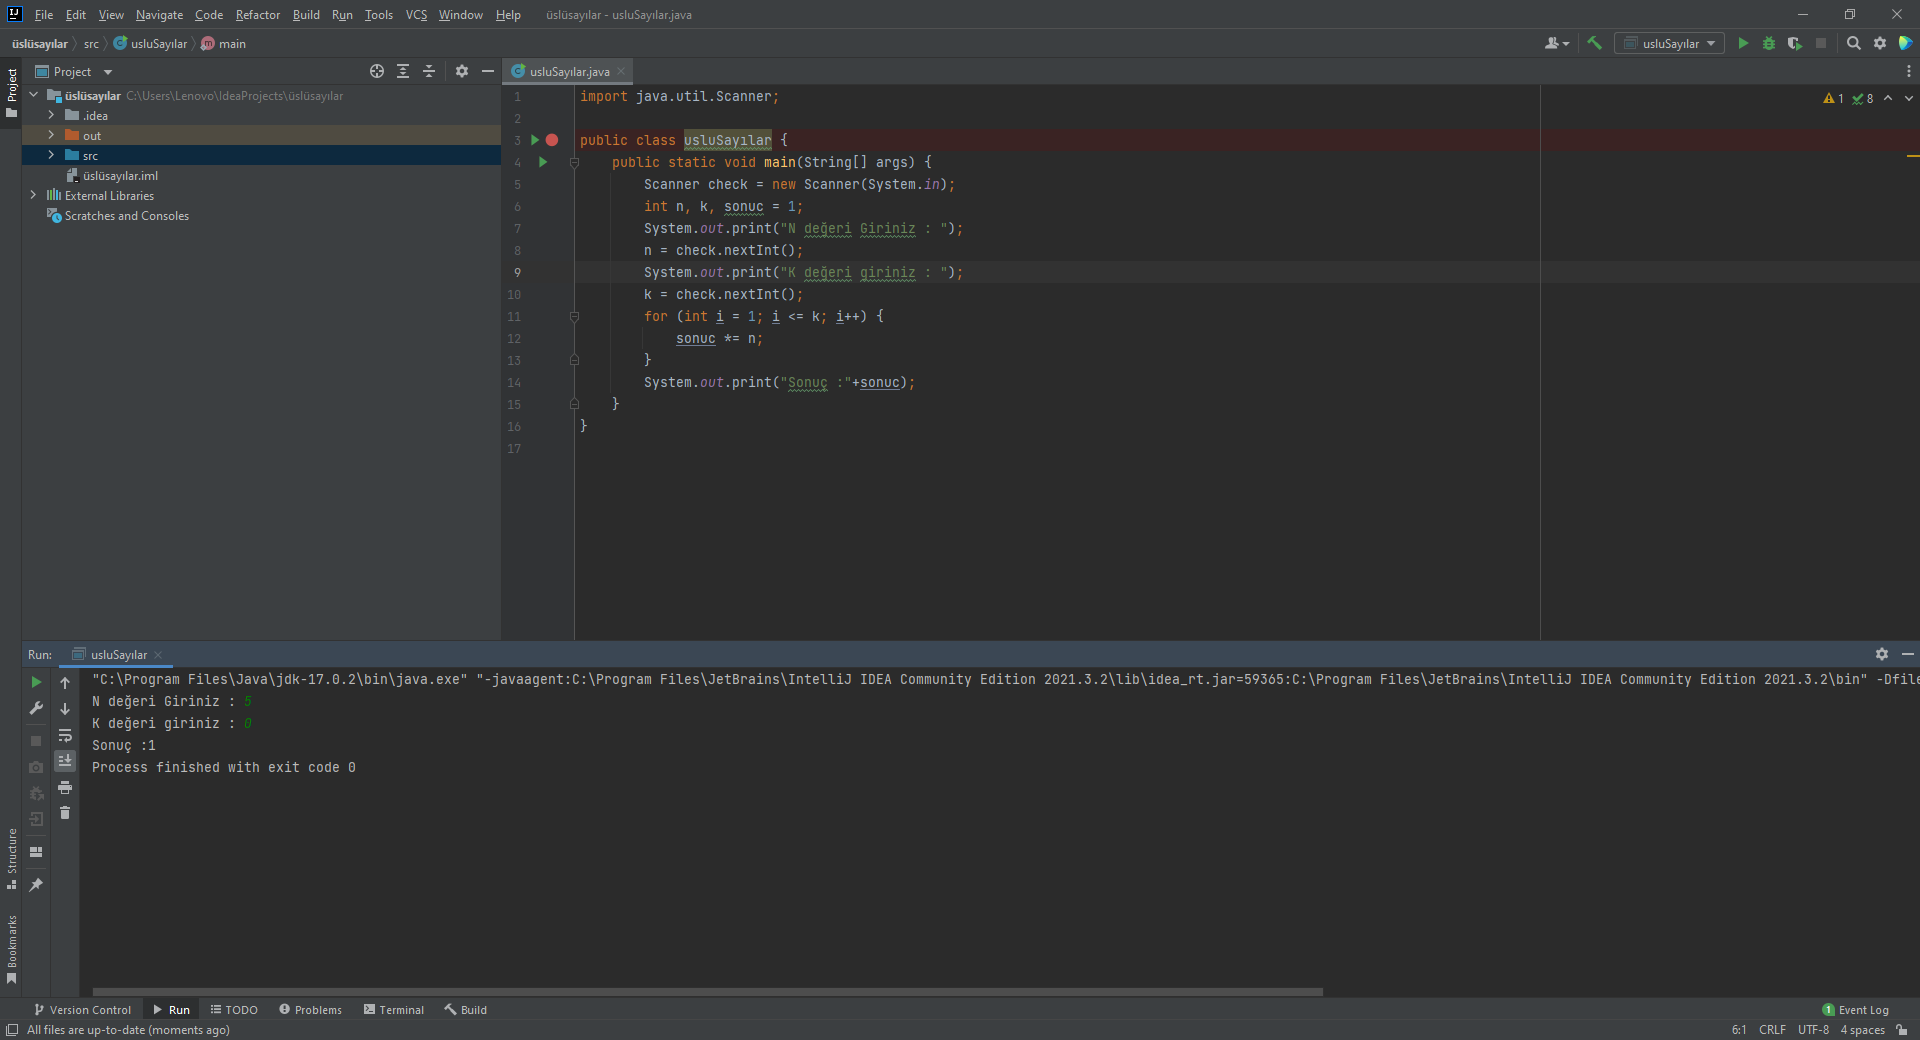 File Edit View Navigate Code Refactor Build Run Tools VCS Window Help üslüsayılar - usluSayılar.java
üslüsayılar src usluSayılar main
usluSayılar
Project
Project
üslüsayılar C:\Users\Lenovo\IdeaProjects\üslüsayılar
.idea
out
src
üslüsayılar.iml
External Libraries
Scratches and Consoles
usluSayılar.java
1 8
1 import java.util.Scanner;
2
3 public class usluSayılar {
4 public static void main(String[] args) {
5 Scanner check = new Scanner(System.in);
6 int n, k, sonuc = 1;
7 System.out.print("N değeri Giriniz : ");
8 n = check.nextInt();
9 System.out.print("K değeri giriniz : ");
10 k = check.nextInt();
11 for (int i = 1; i <= k; i++) {
12 sonuc *= n;
13 }
14 System.out.print("Sonuç :"+sonuc);
15 }
16 }
17
Run: usluSayılar
"C:\Program Files\Java\jdk-17.0.2\bin\java.exe" "-javaagent:C:\Program Files\JetBrains\IntelliJ IDEA Community Edition 2021.3.2\lib\idea_rt.jar=59365:C:\Program Files\JetBrains\IntelliJ IDEA Community Edition 2021.3.2\bin" -Dfile
N değeri Giriniz : 5
K değeri giriniz : 0
Sonuç :1
Process finished with exit code 0
Structure
Bookmarks
Version Control Run TODO Problems Terminal Build 1 Event Log
All files are up-to-date (moments ago) 6:1 CRLF UTF-8 4 spaces